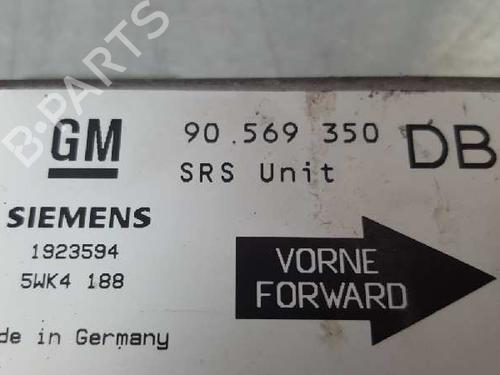 GM
90.569 350
DB
SRS Unit
SIEMENS
1923594
5WK4 188
VORNE
FORWARD
de in Germany
B-PARTS